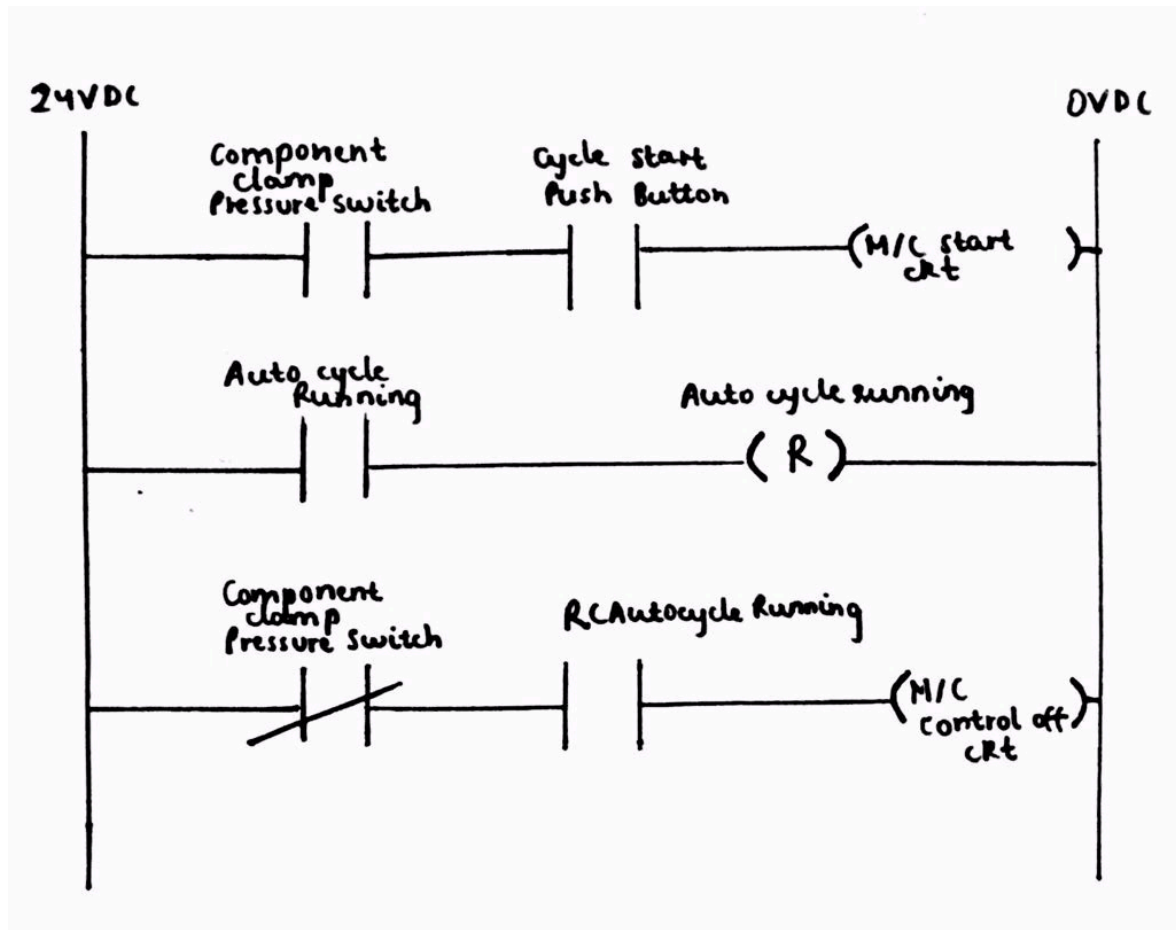 24VDC
0VDC
Component
clamp
Pressure Switch
Cycle Start
Push Button
(M/C Start
cRt )
Auto cycle
Running
Auto cycle running
(R)
Component
clamp
Pressure Switch
RCAutocycle Running
(M/C
control off)
cRt